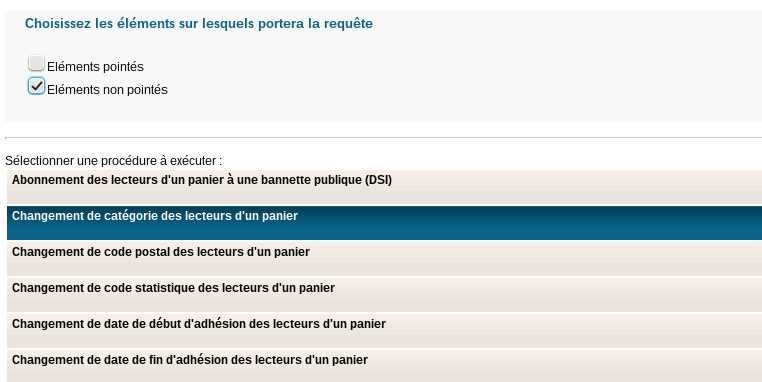 Choisissez les éléments sur lesquels portera la requête
Eléments pointés
Eléments non pointés
Sélectionner une procédure à exécuter :
Abonnement des lecteurs d'un panier à une bannette publique (DSI)
Changement de catégorie des lecteurs d'un panier
Changement de code postal des lecteurs d'un panier
Changement de code statistique des lecteurs d'un panier
Changement de date de début d'adhésion des lecteurs d'un panier
Changement de date de fin d'adhésion des lecteurs d'un panier